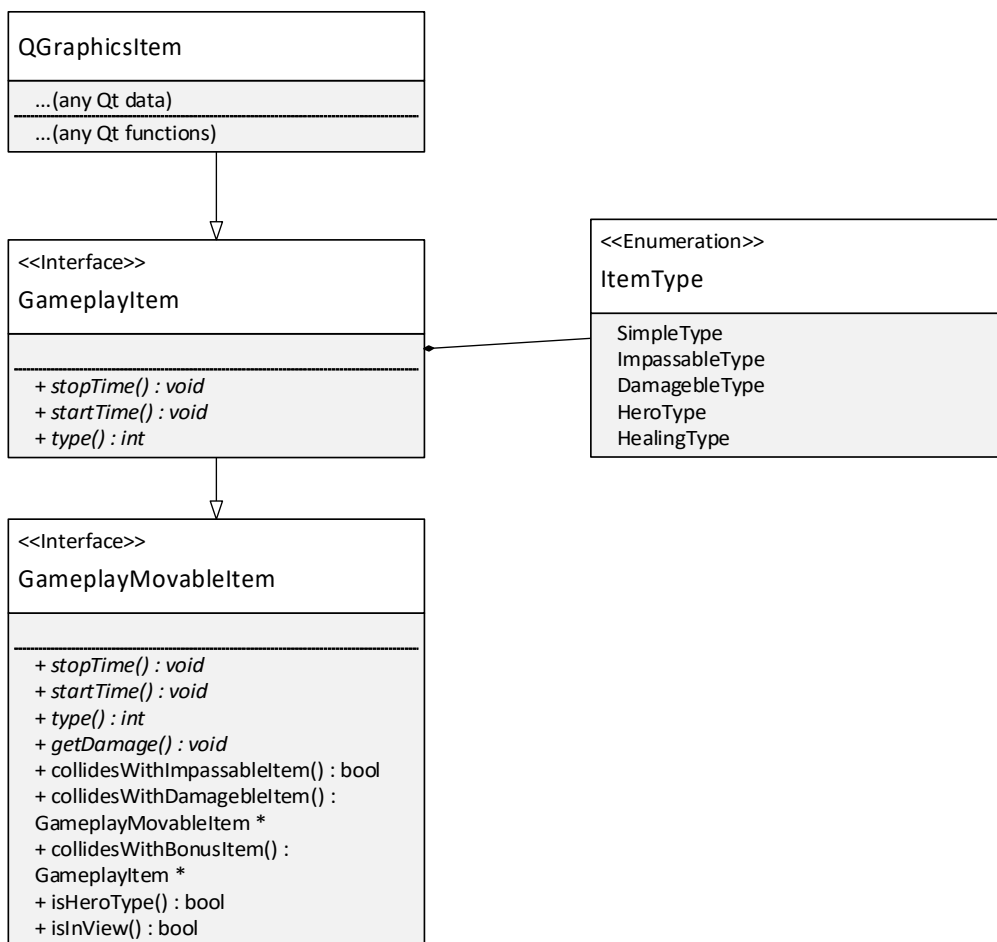 QGraphicsItem
...(any Qt data)
...(any Qt functions)
<<Interface>>
GameplayItem
+ stopTime() : void
+ startTime() : void
+ type() : int
<<Enumeration>>
ItemType
SimpleType
ImpassableType
DamagebleType
HeroType
HealingType
<<Interface>>
GameplayMovableItem
+ stopTime() : void
+ startTime() : void
+ type() : int
+ getDamage() : void
+ collidesWithImpassableItem() : bool
+ collidesWithDamagebleItem() :
GameplayMovableItem *
+ collidesWithBonusItem() :
GameplayItem *
+ isHeroType() : bool
+ isInView() : bool